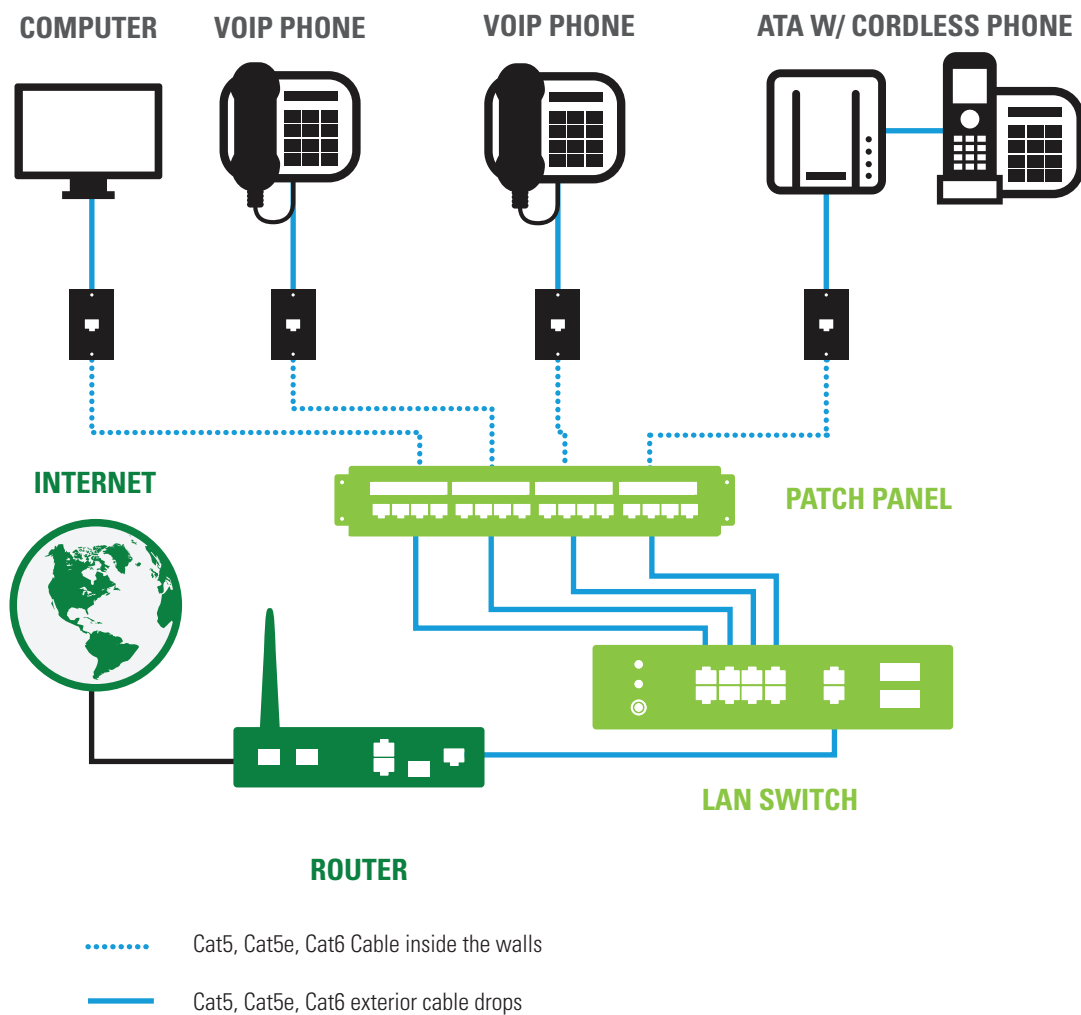 COMPUTER
VOIP PHONE
VOIP PHONE
ATA W/ CORDLESS PHONE
INTERNET
PATCH PANEL
LAN SWITCH
ROUTER
Cat5, Cat5e, Cat6 Cable inside the walls
Cat5, Cat5e, Cat6 exterior cable drops